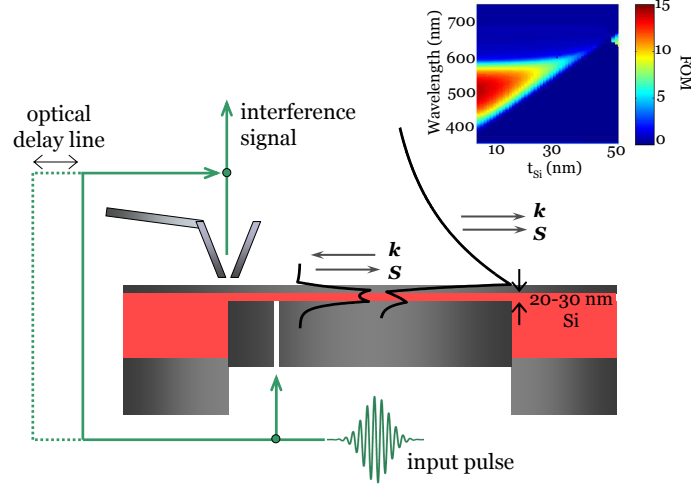 700
600
500
400
Wavelength (nm)
10
30
50
t_Si (nm)
15
10
5
0
FOM
optical
delay line
interference
signal
k
S
k
S
20-30 nm
Si
input pulse